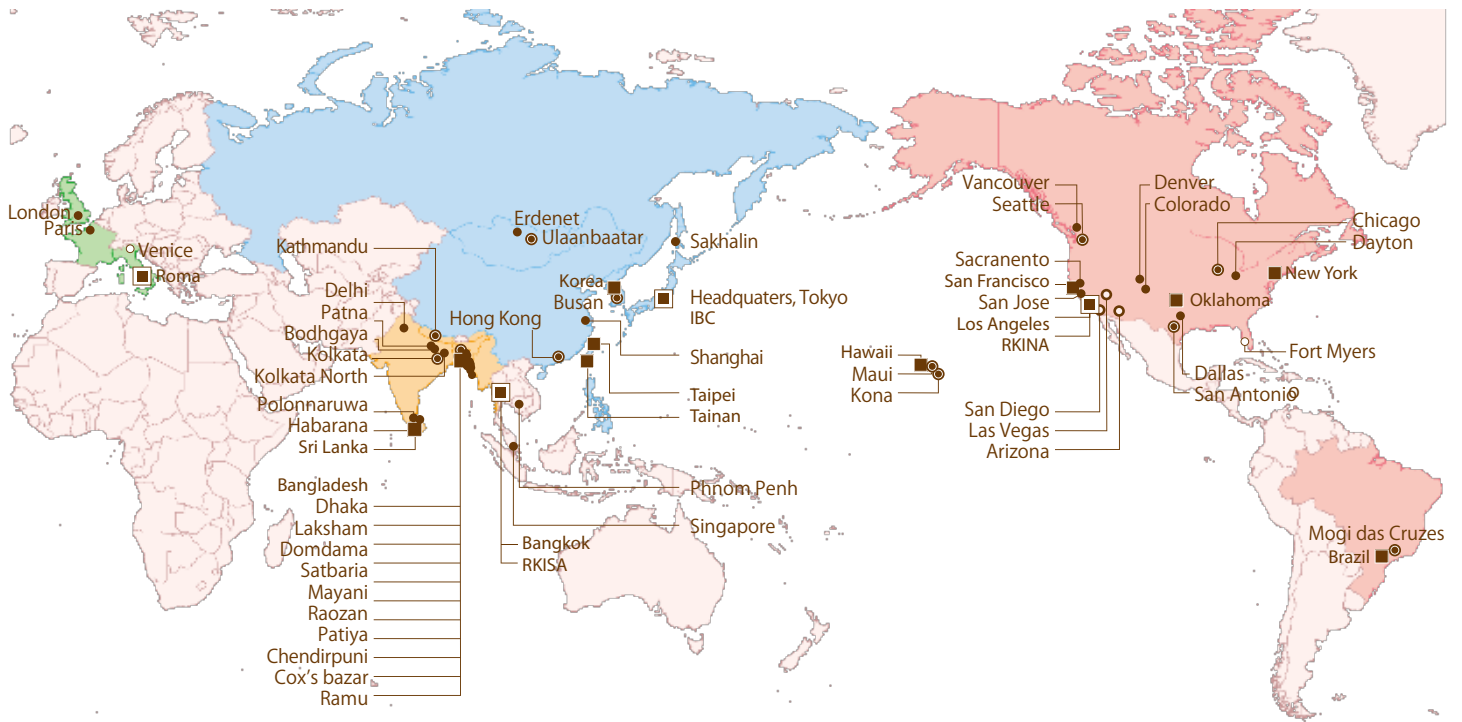 London
Paris
Venice
Roma
Erdenet
Ulaanbaatar
Sakhalin
Kathmandu
Delhi
Patna
Bodhgaya
Kolkata
Kolkata North
Polonnaruwa
Habarana
Sri Lanka
Bangladesh
Dhaka
Laksham
Domdama
Satbaria
Mayani
Raozan
Patiya
Chendirpuni
Cox's bazar
Ramu
Hong Kong
Korea
Busan
Headquaters, Tokyo
IBC
Shanghai
Taipei
Tainan
Phnom Penh
Singapore
Bangkok
RKISA
Hawaii
Maui
Kona
Vancouver
Seattle
Sacranento
San Francisco
San Jose
Los Angeles
RKINA
San Diego
Las Vegas
Arizona
Denver
Colorado
Chicago
Dayton
New York
Oklahoma
Fort Myers
Dallas
San Antonio
Mogi das Cruzes
Brazil